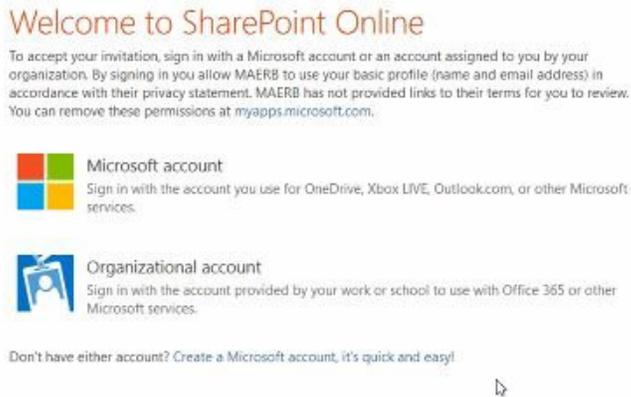 Welcome to SharePoint Online
To accept your invitation, sign in with a Microsoft account or an account assigned to you by your
organization. By signing in you allow MAERB to use your basic profile (name and email address) in
accordance with their privacy statement. MAERB has not provided links to their terms for you to review.
You can remove these permissions at myapps.microsoft.com.
Microsoft account
Sign in with the account you use for OneDrive, Xbox LIVE, Outlook.com, or other Microsoft
services.
Organizational account
Sign in with the account provided by your work or school to use with Office 365 or other
Microsoft services.
Don't have either account? Create a Microsoft account, it's quick and easy!